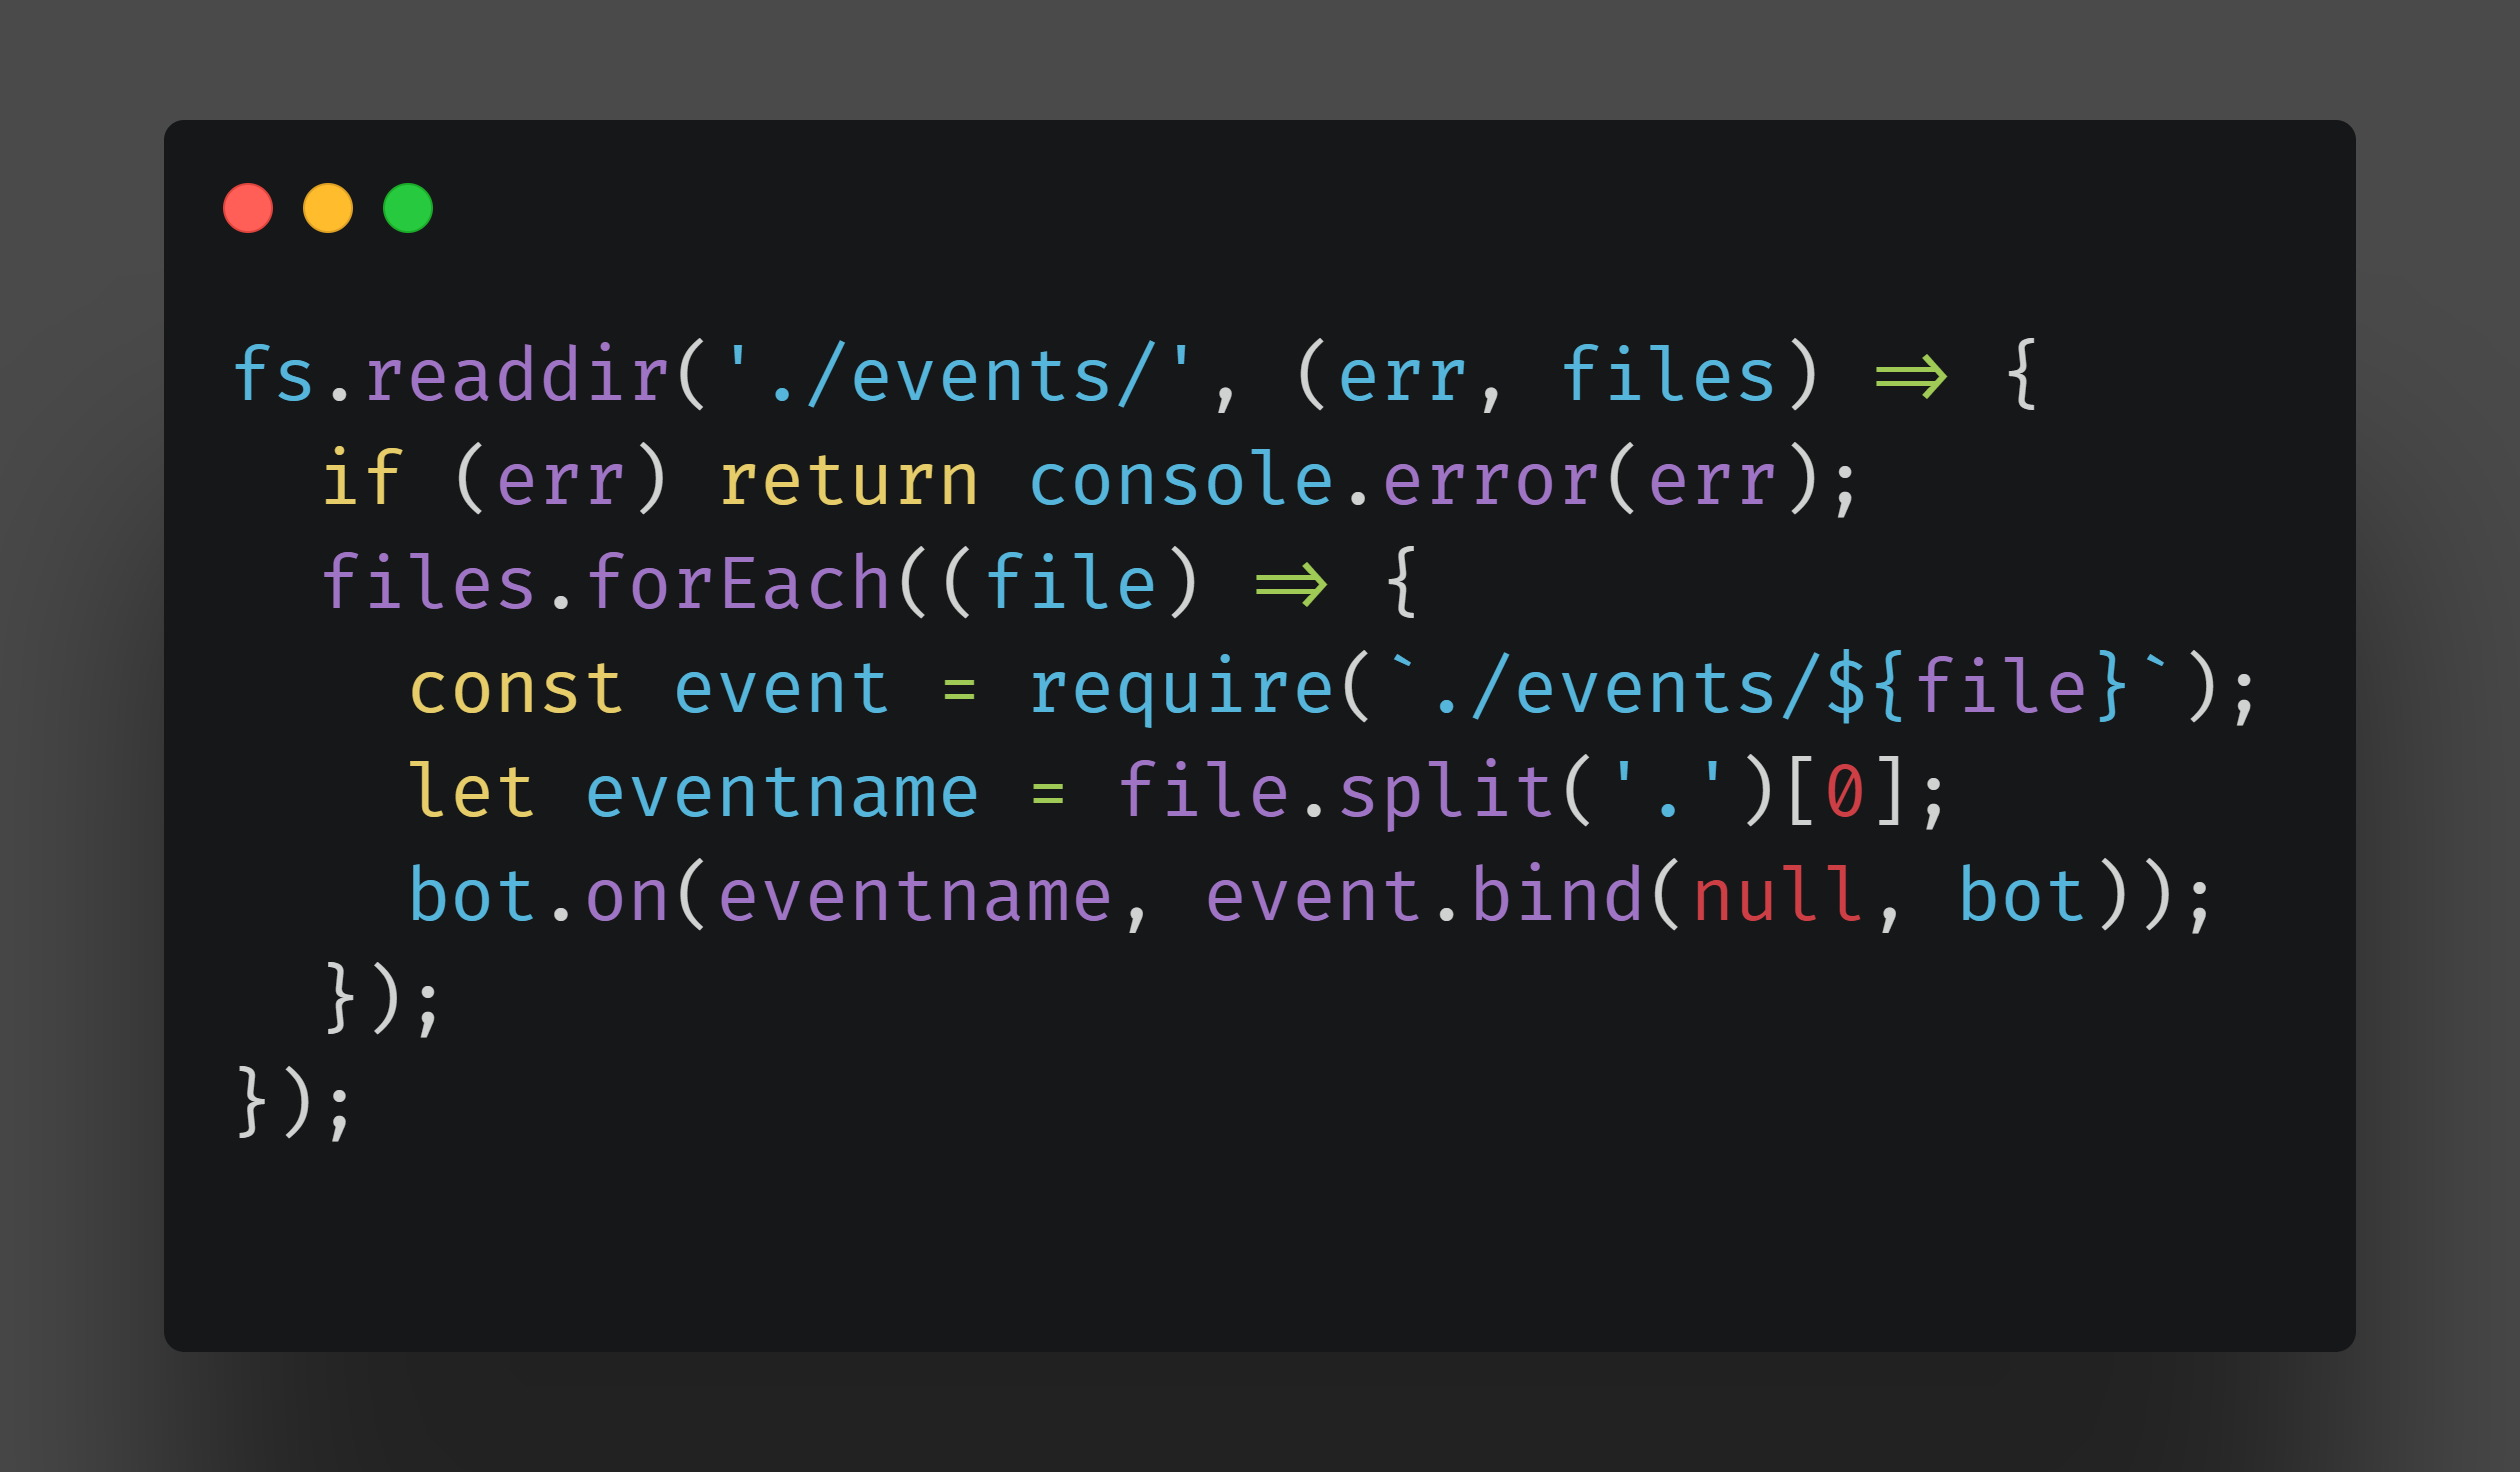 fs.readdir('./events/', (err, files) => {
  if (err) return console.error(err);
  files.forEach((file) => {
    const event = require(`./events/${file}`);
    let eventname = file.split('.')[0];
    bot.on(eventname, event.bind(null, bot));
  });
});